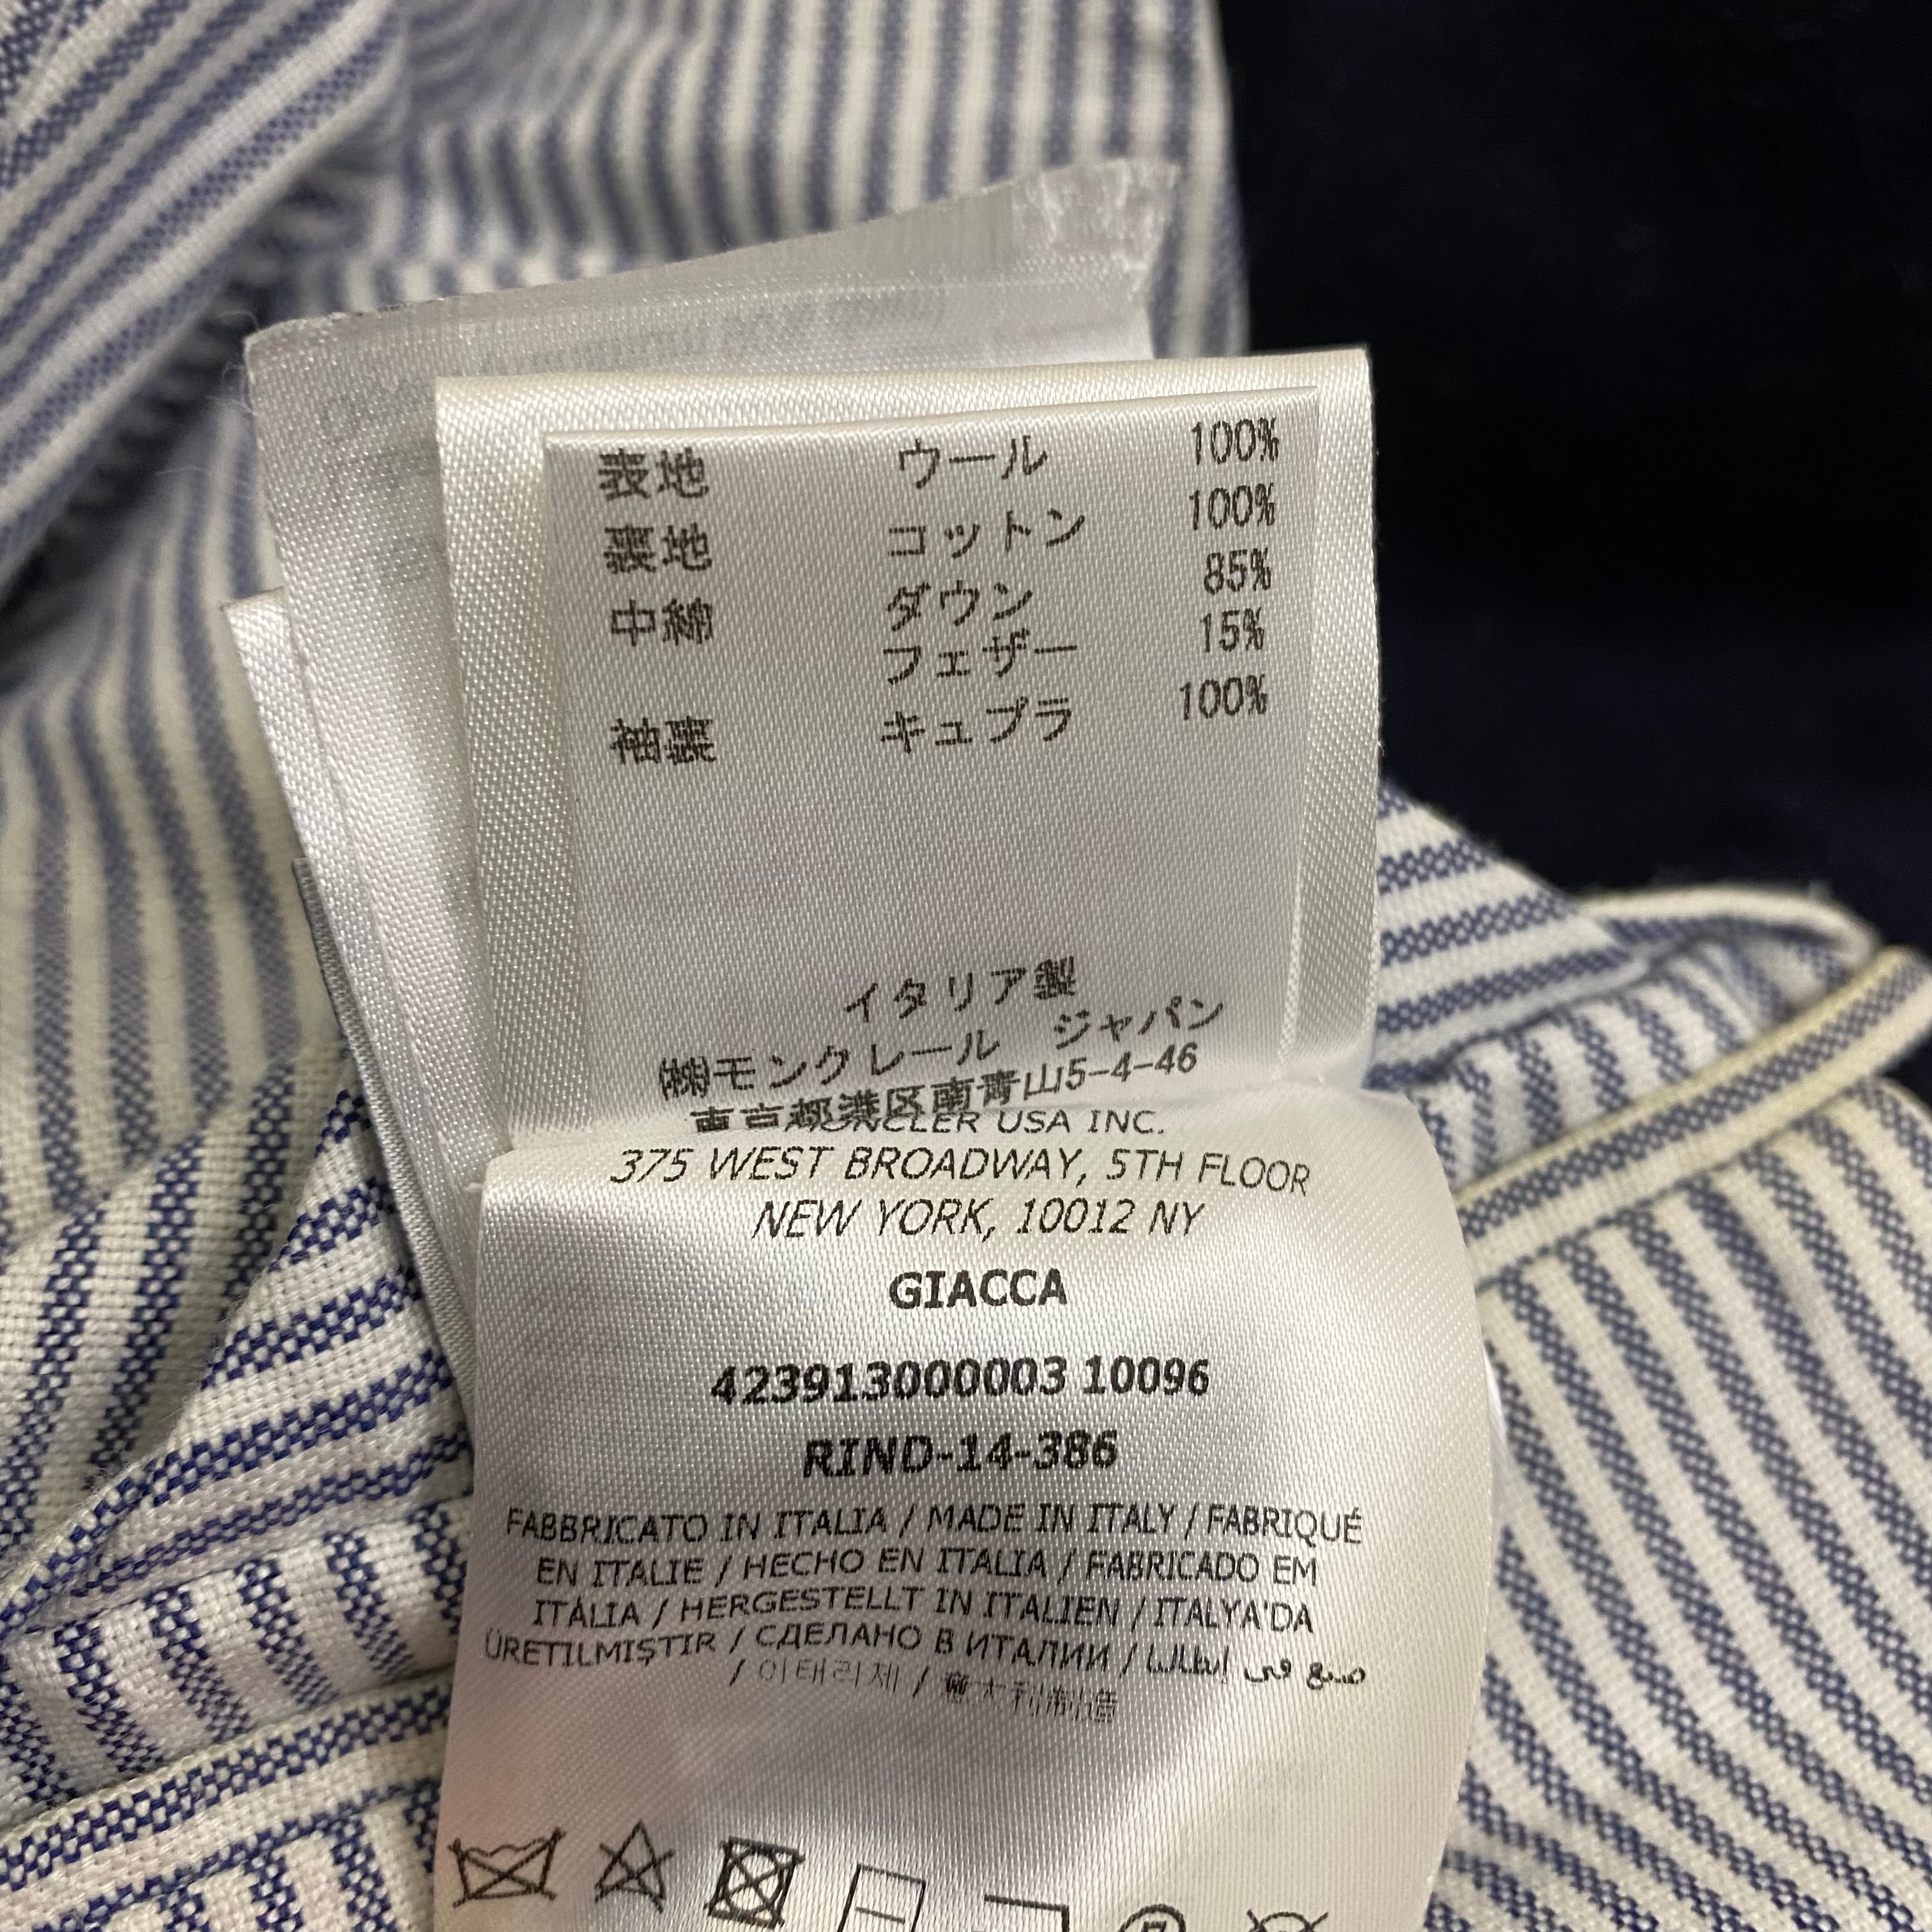 表地 ウール 100%
裏地 コットン 100%
中綿 ダウン 85%
フェザー 15%
袖裏 キュプラ 100%
イタリア製
㈱モンクレール ジャパン
東京都港区南青山5-4-46
USA INC.
375 WEST BROADWAY, 5TH FLOOR
NEW YORK, 10012 NY
GIACCA
423913000003 10096
RIND-14-386
FABBRICATO IN ITALIA / MADE IN ITALY / FABRIQUÉ
EN ITALIE / HECHO EN ITALIA / FABRICADO EM
ITÁLIA / HERGESTELLT IN ITALIEN / ITALYA'DA
ÜRETILMIŞTIR / СДЕЛАНО В ИТАЛИИ / صنع في إيطاليا
/ 이태리제 / 意大利制造